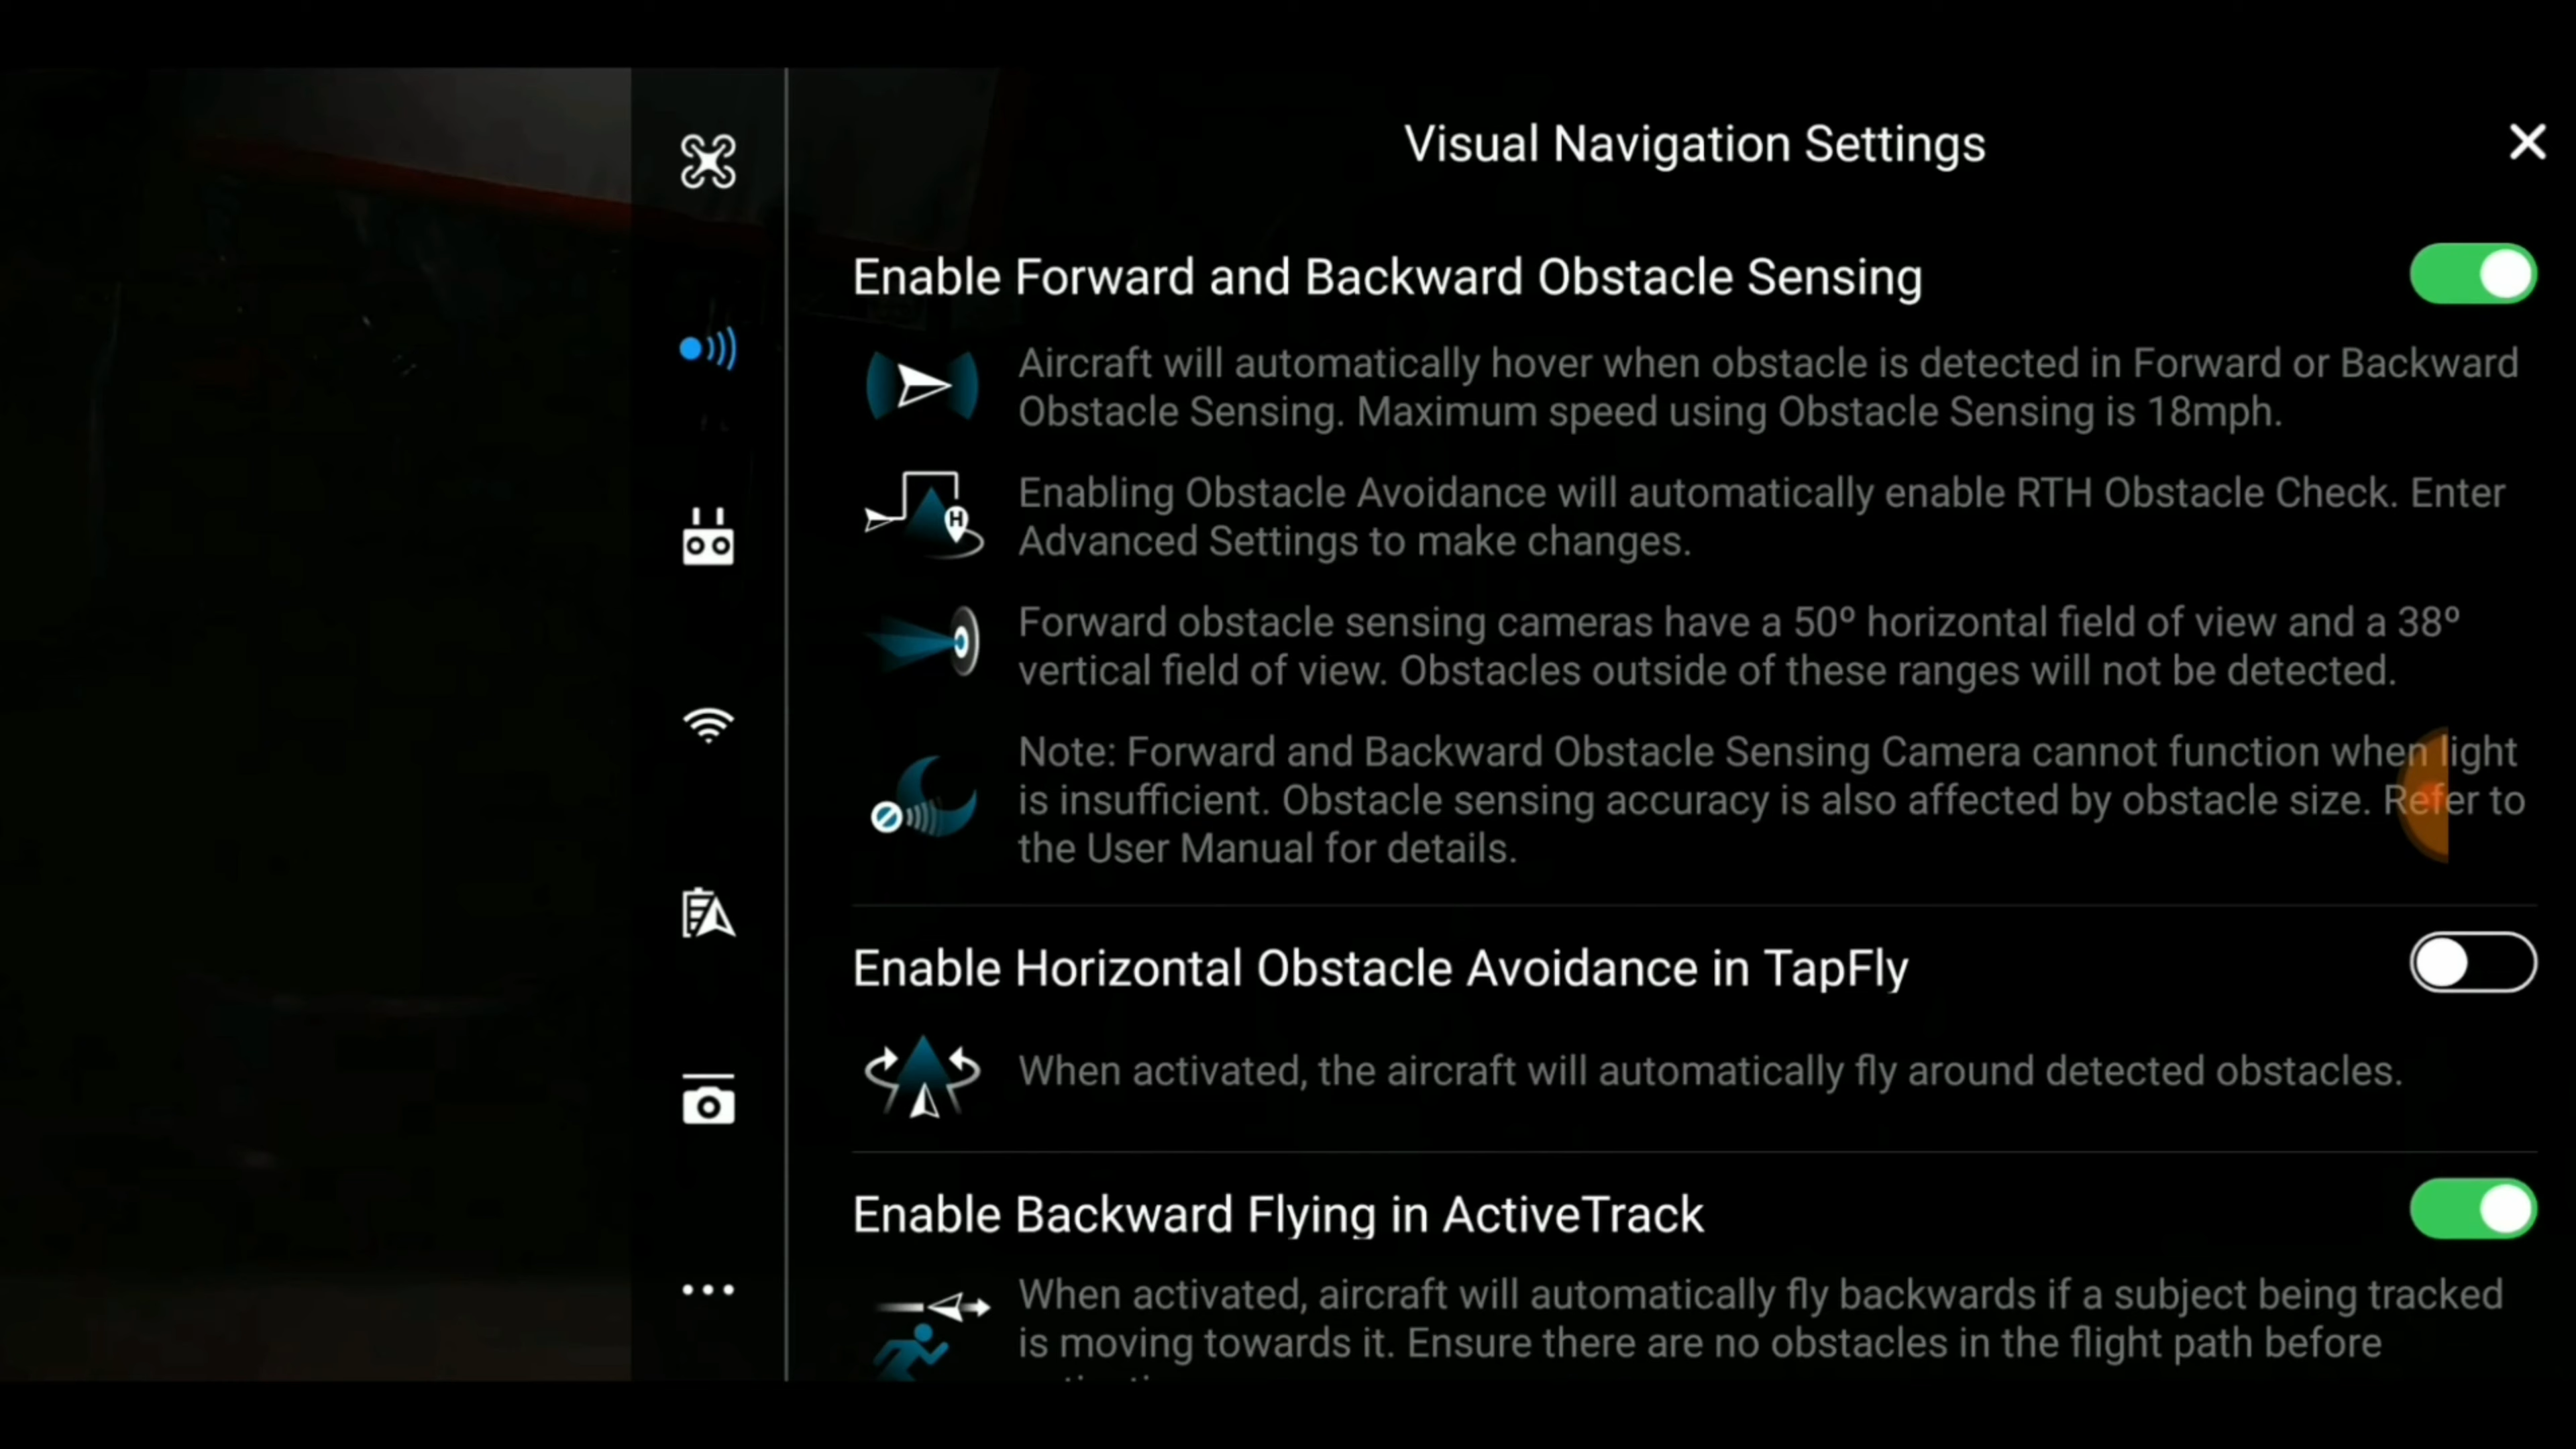 Visual Navigation Settings
Enable Forward and Backward Obstacle Sensing
Aircraft will automatically hover when obstacle is detected in Forward or Backward
Obstacle Sensing. Maximum speed using Obstacle Sensing is 18mph.
H
Enabling Obstacle Avoidance will automatically enable RTH Obstacle Check. Enter
Advanced Settings to make changes.
Forward obstacle sensing cameras have a 50º horizontal field of view and a 38º
vertical field of view. Obstacles outside of these ranges will not be detected.
Note: Forward and Backward Obstacle Sensing Camera cannot function when light
is insufficient. Obstacle sensing accuracy is also affected by obstacle size. Refer to
the User Manual for details.
Enable Horizontal Obstacle Avoidance in TapFly
When activated, the aircraft will automatically fly around detected obstacles.
Enable Backward Flying in ActiveTrack
When activated, aircraft will automatically fly backwards if a subject being tracked
is moving towards it. Ensure there are no obstacles in the flight path before